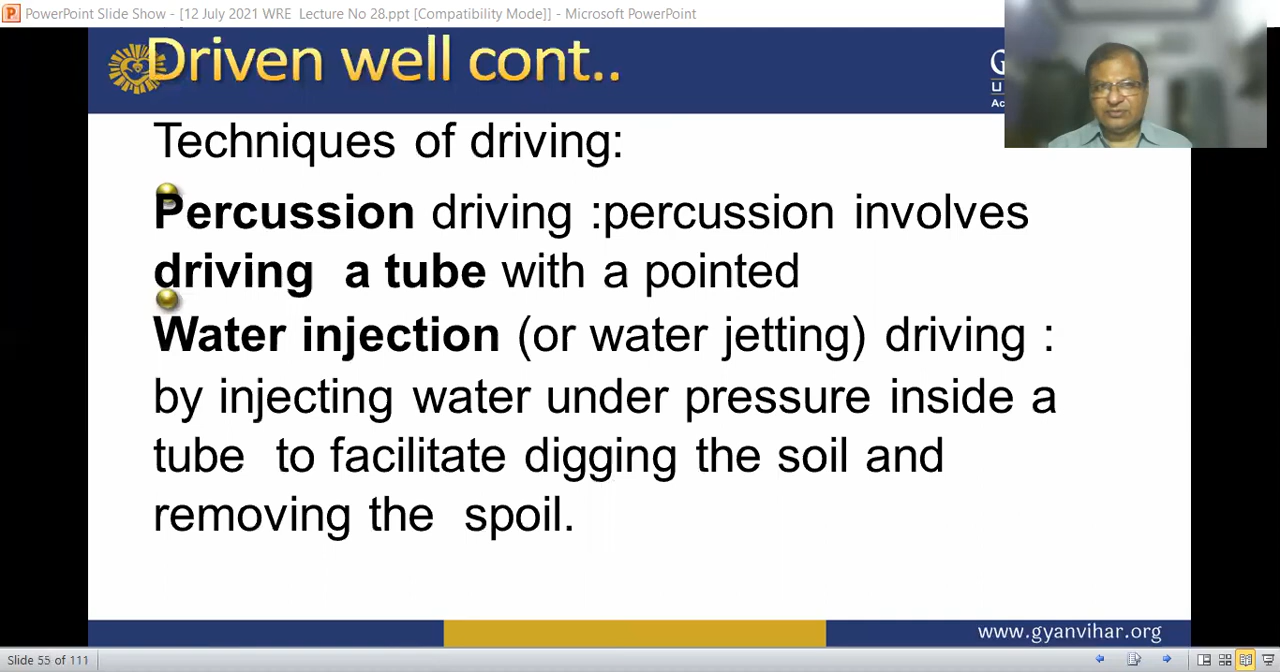 PowerPoint Slide Show - [12 July 2021 WRE Lecture No 28.ppt [Compatibility Mode]] - Microsoft PowerPoint
Driven well cont..
G
U
Ac
Techniques of driving:
Percussion driving :percussion involves
driving a tube with a pointed
Water injection (or water jetting) driving :
by injecting water under pressure inside a
tube to facilitate digging the soil and
removing the spoil.
www.gyanvihar.org
Slide 55 of 111